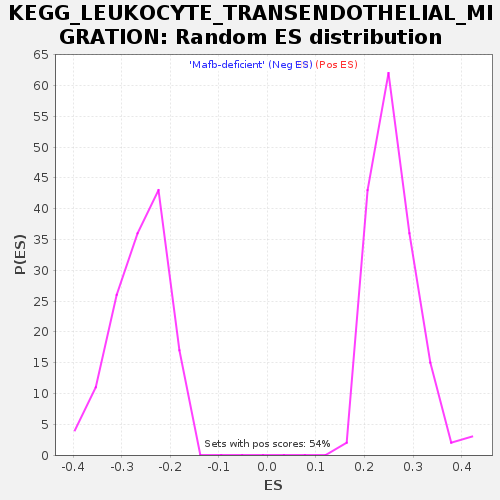 KEGG_LEUKOCYTE_TRANSENDOTHELIAL_MI
GRATION: Random ES distribution
'Mafb-deficient' (Neg ES) (Pos ES)
65
60
55
50
45
40
35
30
25
20
15
10
5
0
P(ES)
Sets with pos scores: 54%
-0.4 -0.3 -0.2 -0.1 0.0 0.1 0.2 0.3 0.4
ES